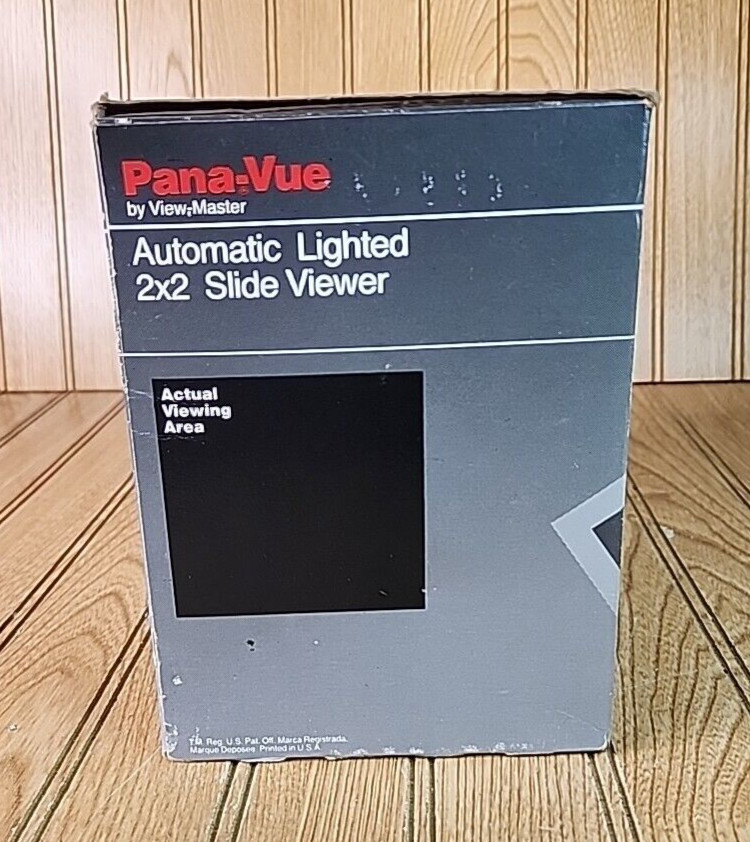 Pana-Vue
by View-Master
Automatic Lighted
2x2 Slide Viewer
Actual
Viewing
Area
T.M. Reg. U.S. Pat. Off. Marca Registrada.
Marque Deposee. Printed in U.S.A.